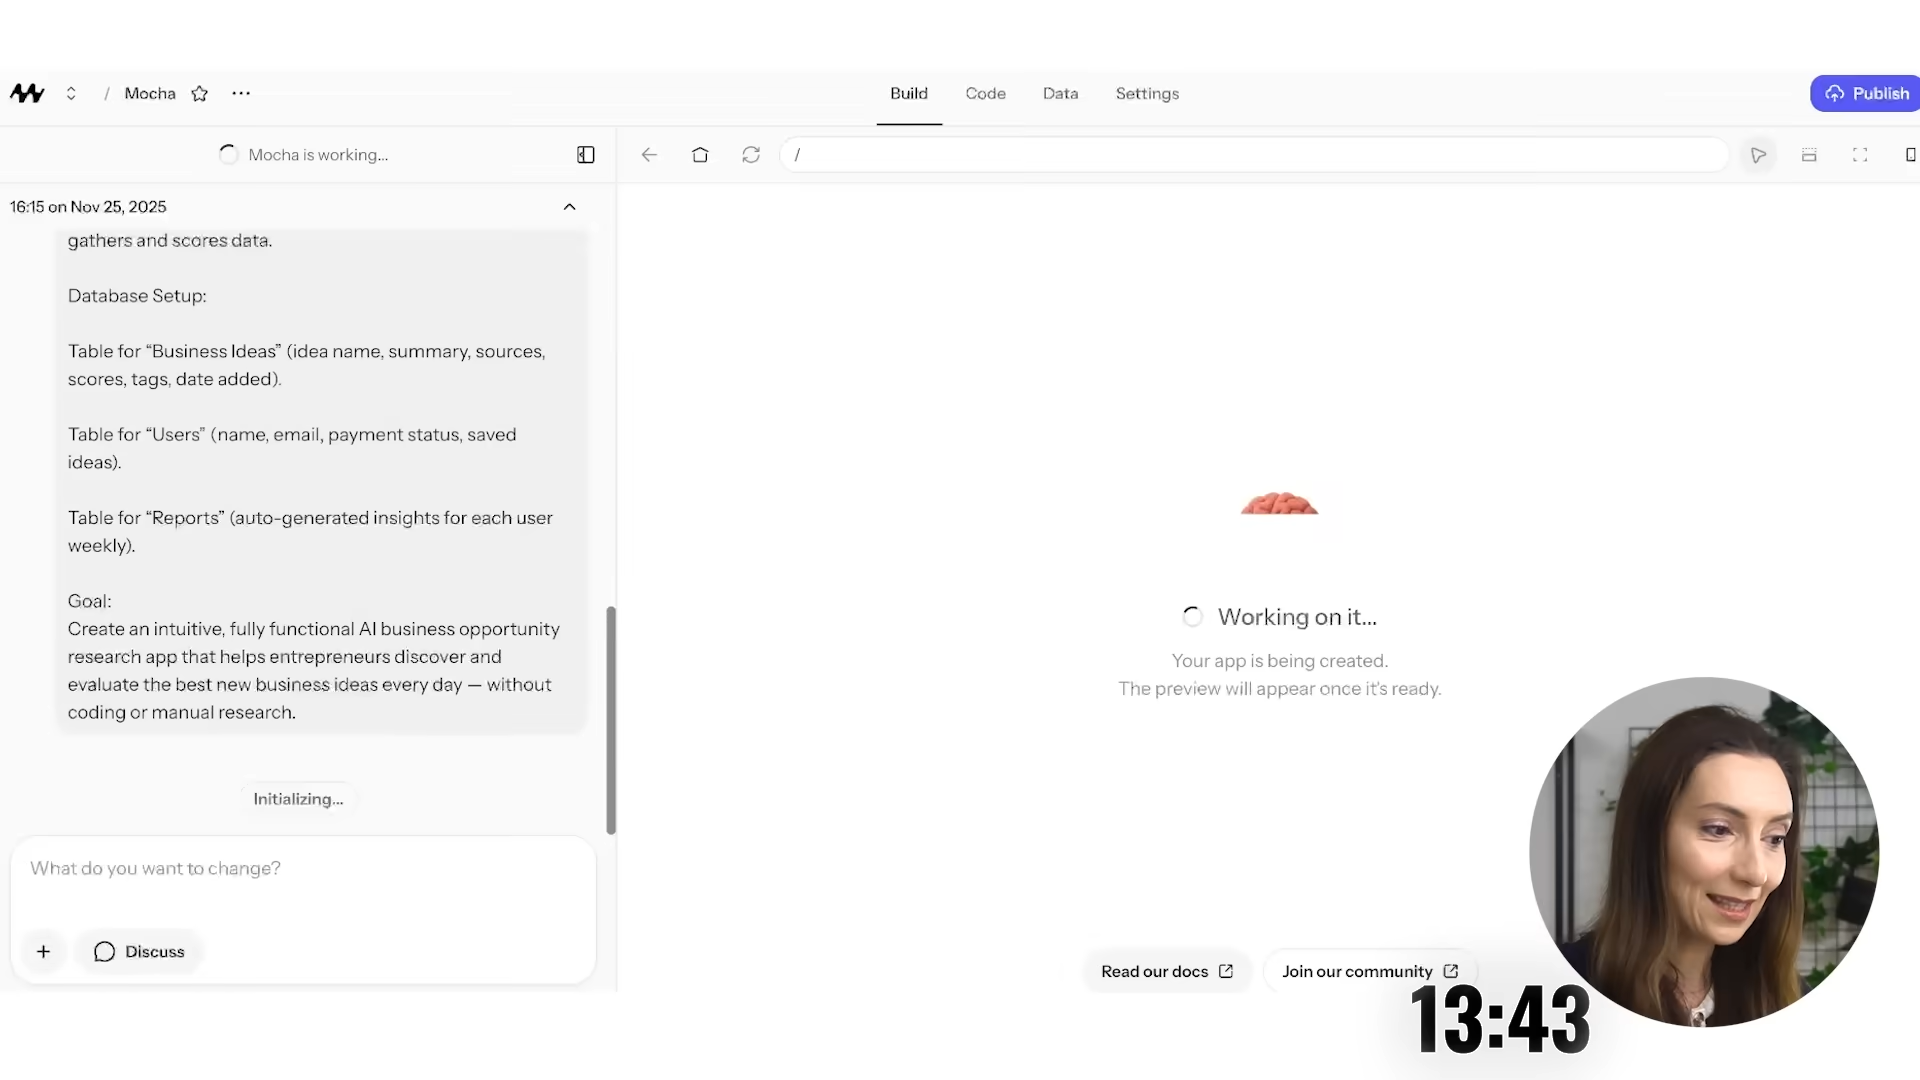 / Mocha
Build
Code
Data
Settings
Publish
Mocha is working...
/
16:15 on Nov 25, 2025
gathers and scores data.
Database Setup:
Table for “Business Ideas” (idea name, summary, sources,
scores, tags, date added).
Table for “Users” (name, email, payment status, saved
ideas).
Table for “Reports” (auto-generated insights for each user
weekly).
Goal:
Create an intuitive, fully functional AI business opportunity
research app that helps entrepreneurs discover and
evaluate the best new business ideas every day — without
coding or manual research.
Initializing...
What do you want to change?
Discuss
Working on it...
Your app is being created.
The preview will appear once it's ready.
Read our docs
Join our community
13:43